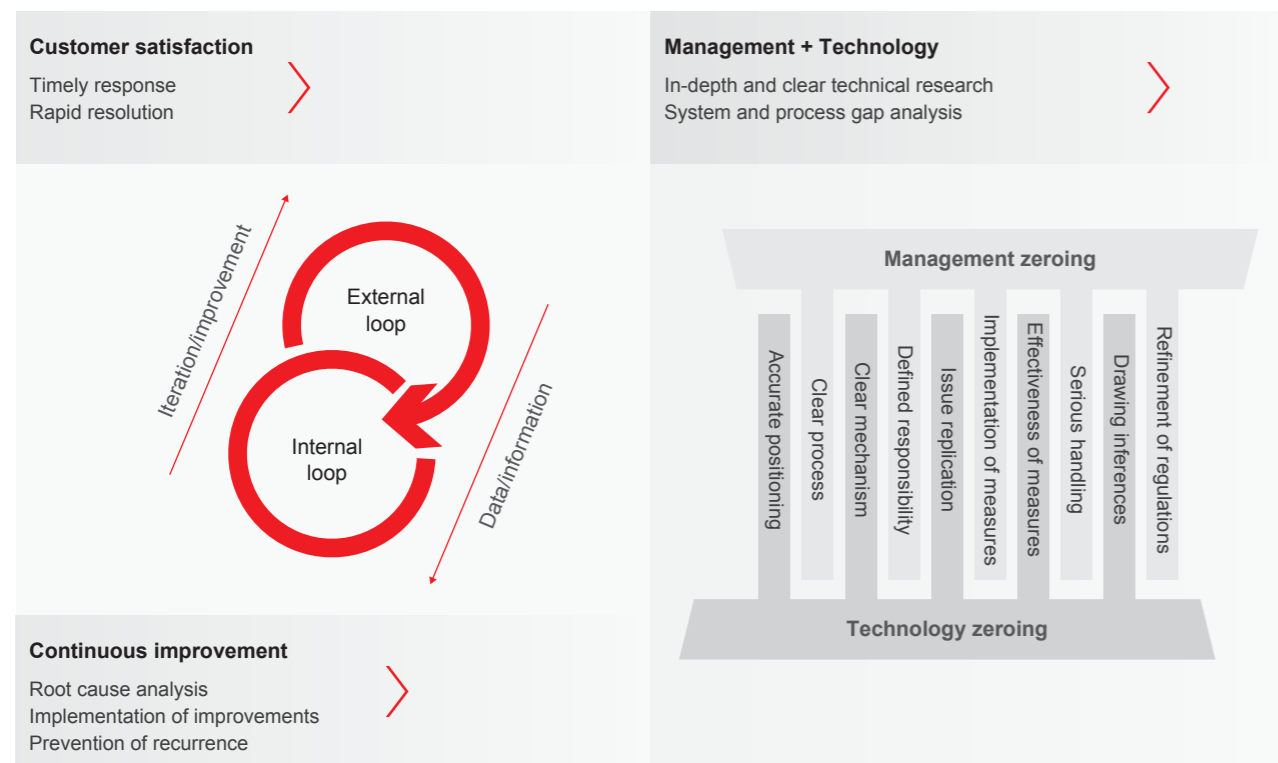 Customer satisfaction
Timely response
Rapid resolution
Iteration/improvement
External
loop
Internal
loop
Data/information
Continuous improvement
Root cause analysis
Implementation of improvements
Prevention of recurrence
Management + Technology
In-depth and clear technical research
System and process gap analysis
Management zeroing
Accurate positioning
Clear process
Clear mechanism
Defined responsibility
Issue replication
Implementation of measures
Effectiveness of measures
Serious handling
Drawing inferences
Refinement of regulations
Technology zeroing